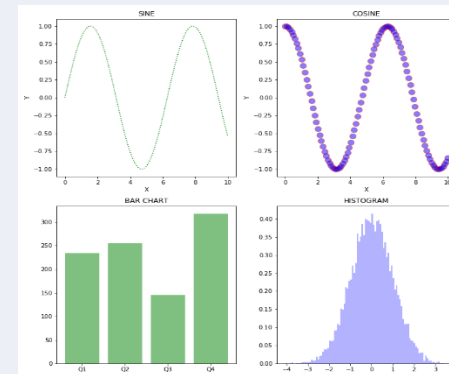 SINE
1.00
0.75
0.50
0.25
0.00
−0.25
−0.50
−0.75
−1.00
Y
0 2 4 6 8 10
X
COSINE
1.00
0.75
0.50
0.25
0.00
−0.25
−0.50
−0.75
−1.00
Y
0 2 4 6 8 10
X
BAR CHART
300
250
200
150
100
50
0
Q1 Q2 Q3 Q4
HISTOGRAM
0.40
0.35
0.30
0.25
0.20
0.15
0.10
0.05
0.00
−4 −3 −2 −1 0 1 2 3